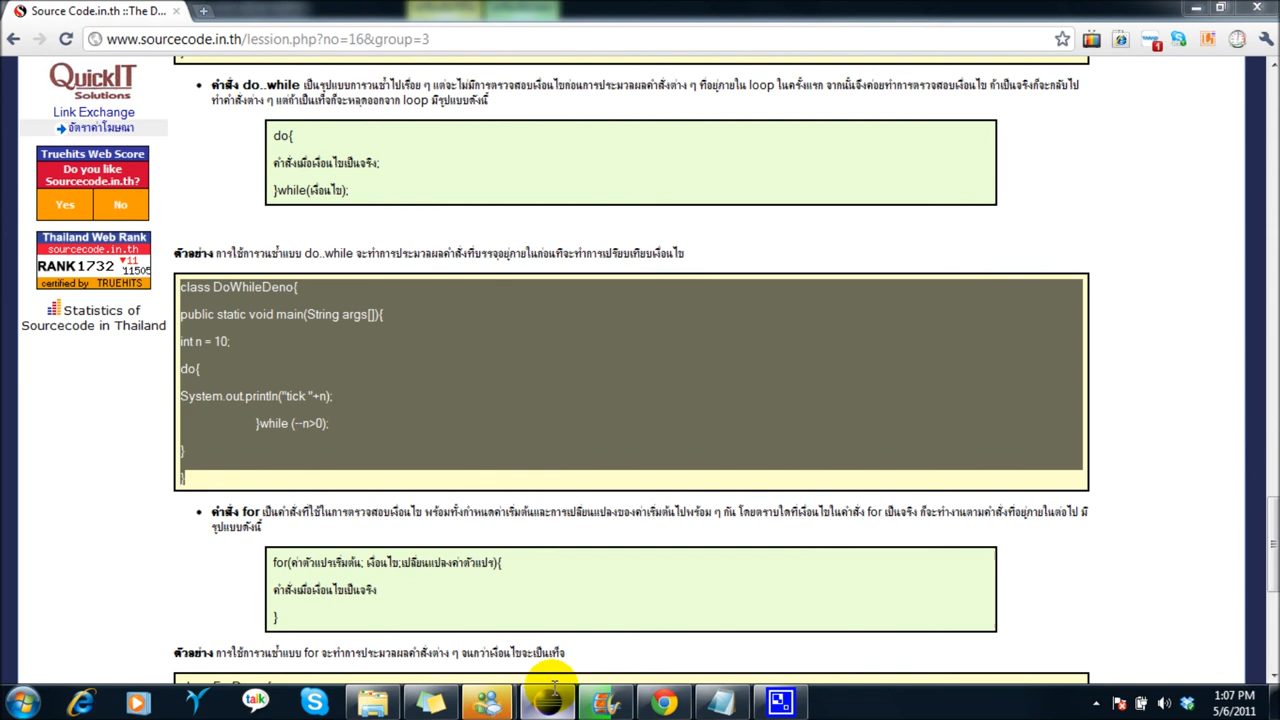 Source Code.in.th ::The D...
www.sourcecode.in.th/lession.php?no=16&group=3
QuickIT
Solutions
Link Exchange
อัตราค่าโฆษณา
Truehits Web Score
Do you like
Sourcecode.in.th?
Yes No
Thailand Web Rank
sourcecode.in.th
RANK 1732 ▼11
11505
certified by TRUEHITS
Statistics of
Sourcecode in Thailand
• คำสั่ง do..while เป็นรูปแบบการวนซ้ำไปเรื่อย ๆ แต่จะไม่มีการตรวจสอบเงื่อนไขก่อนการประมวลผลคำสั่งต่าง ๆ ที่อยู่ภายใน loop ในครั้งแรก จากนั้นจึงค่อยทำการตรวจสอบเงื่อนไข ถ้าเป็นจริงก็จะกลับไป
ทำคำสั่งต่าง ๆ แต่ถ้าเป็นเท็จก็จะหลุดออกจาก loop มีรูปแบบดังนี้
do{
คำสั่งเมื่อเงื่อนไขเป็นจริง;
}while(เงื่อนไข);
ตัวอย่าง การใช้การวนซ้ำแบบ do..while จะทำการประมวลผลคำสั่งที่บรรจุอยู่ภายในก่อนที่จะทำการเปรียบเทียบเงื่อนไข
class DoWhileDeno{
public static void main(String args[]){
int n = 10;
do{
System.out.println("tick "+n);
}while (--n>0);
}
}
• คำสั่ง for เป็นคำสั่งที่ใช้ในการตรวจสอบเงื่อนไข พร้อมทั้งกำหนดค่าเริ่มต้นและการเปลี่ยนแปลงของค่าเริ่มต้นไปพร้อม ๆ กัน โดยตราบใดที่เงื่อนไขในคำสั่ง for เป็นจริง ก็จะทำงานตามคำสั่งที่อยู่ภายในต่อไป มี
รูปแบบดังนี้
for(ค่าตัวแปรเริ่มต้น; เงื่อนไข;เปลี่ยนแปลงค่าตัวแปร){
คำสั่งเมื่อเงื่อนไขเป็นจริง
}
ตัวอย่าง การใช้การวนซ้ำแบบ for จะทำการประมวลผลคำสั่งต่าง ๆ จนกว่าเงื่อนไขจะเป็นเท็จ
talk
1:07 PM
5/6/2011